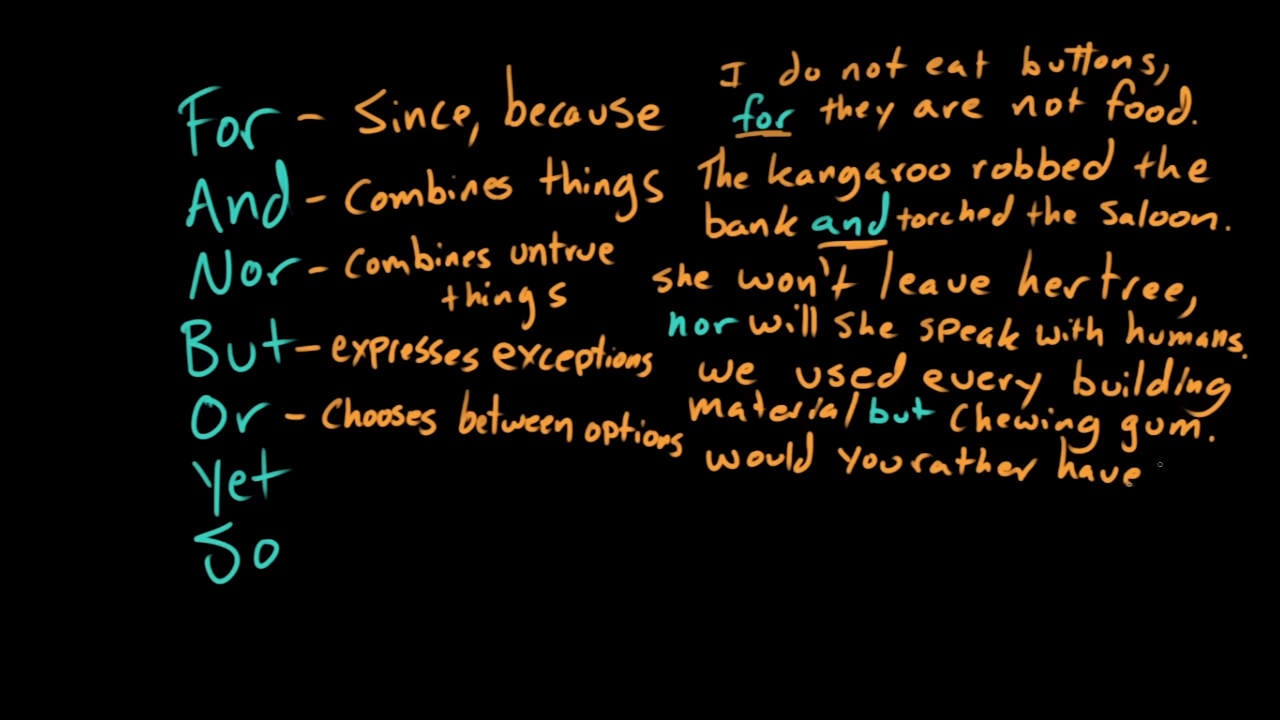 For - Since, because
I do not eat buttons,
for they are not food.
And - Combines things
The kangaroo robbed the
bank and torched the Saloon.
Nor - Combines untrue
things
she won't leave her tree,
nor will she speak with humans.
But - expresses exceptions
we used every building
material but Chewing gum.
Or - Chooses between options
would you rather have
Yet
So